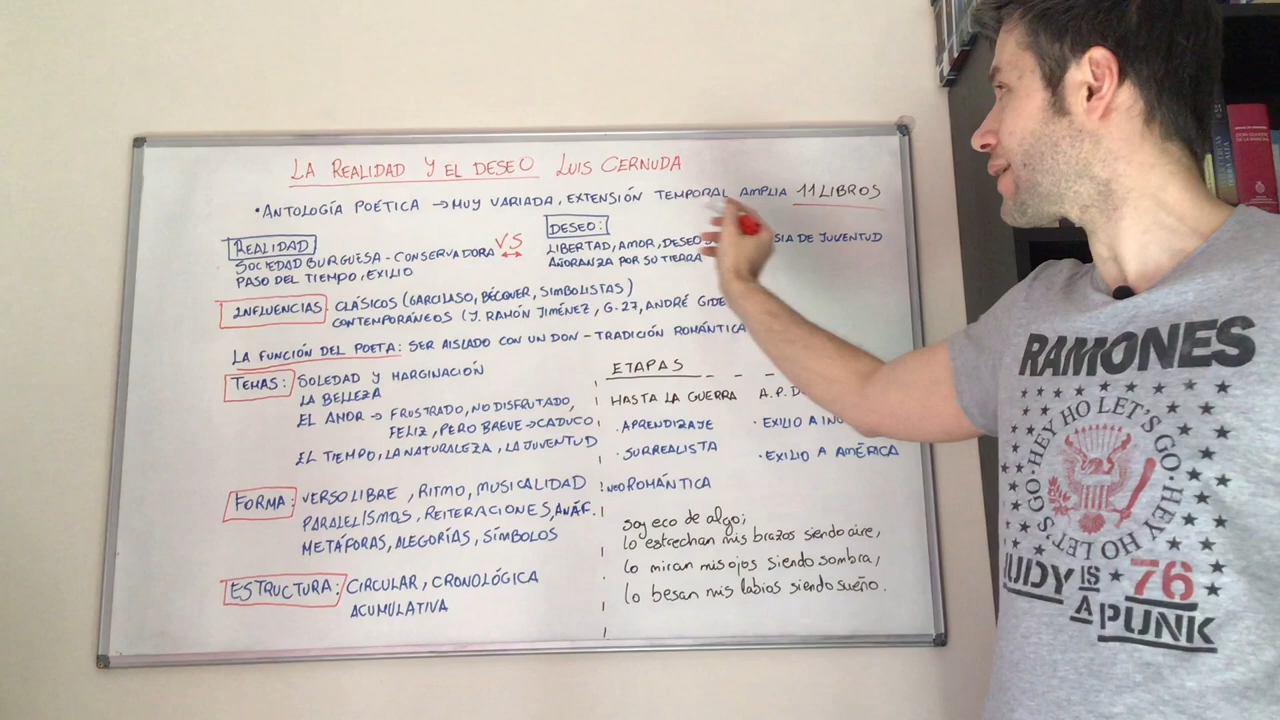 LA REALIDAD Y EL DESEO LUIS CERNUDA
• ANTOLOGÍA POÉTICA → MUY VARIADA, EXTENSIÓN TEMPORAL AMPLIA 11 LIBROS
REALIDAD
SOCIEDAD BURGUESA - CONSERVADORA
PASO DEL TIEMPO, EXILIO
VS
DESEO:
LIBERTAD, AMOR, DESEO DE JUVENTUD
AÑORANZA POR SU TIERRA
INFLUENCIAS CLÁSICOS (GARCILASO, BÉCQUER, SIMBOLISTAS)
CONTEMPORÁNEOS (J. RAMÓN JIMÉNEZ, G.27, ANDRÉ GIDE
LA FUNCIÓN DEL POETA: SER AISLADO CON UN DON - TRADICIÓN ROMÁNTICA
TEMAS: SOLEDAD Y MARGINACIÓN
LA BELLEZA
EL AMOR → FRUSTRADO, NO DISFRUTADO,
FELIZ, PERO BREVE → CADUCO
EL TIEMPO, LA NATURALEZA, LA JUVENTUD
FORMA: VERSO LIBRE, RITMO, MUSICALIDAD
PARALELISMOS, REITERACIONES, ANÁF.
METÁFORAS, ALEGORÍAS, SÍMBOLOS
ESTRUCTURA: CIRCULAR, CRONOLÓGICA
ACUMULATIVA
ETAPAS
HASTA LA GUERRA A.P.D
· APRENDIZAJE · EXILIO A
· SURREALISTA · EXILIO A AMÉRICA
NEOROMÁNTICA
soy eco de algo;
lo estrechan mis brazos siendo aire,
lo miran mis ojos siendo sombra,
lo besan mis labios siendo sueño.
RAMONES
HEY HO LET'S GO · HEY HO LET'S GO
JUDY IS A PUNK
76